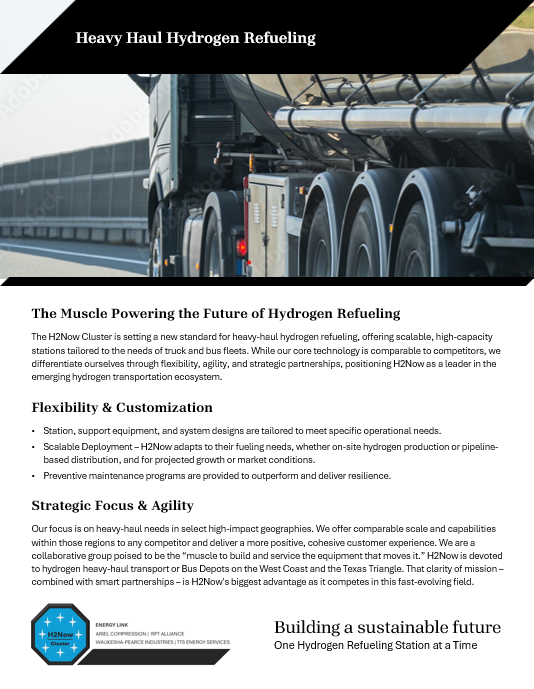 Heavy Haul Hydrogen Refueling
The Muscle Powering the Future of Hydrogen Refueling
The H2Now Cluster is setting a new standard for heavy-haul hydrogen refueling, offering scalable, high-capacity
stations tailored to the needs of truck and bus fleets. While our core technology is comparable to competitors, we
differentiate ourselves through flexibility, agility, and strategic partnerships, positioning H2Now as a leader in the
emerging hydrogen transportation ecosystem.
Flexibility & Customization
• Station, support equipment, and system designs are tailored to meet specific operational needs.
• Scalable Deployment – H2Now adapts to their fueling needs, whether on-site hydrogen production or pipeline-
based distribution, and for projected growth or market conditions.
• Preventive maintenance programs are provided to outperform and deliver resilience.
Strategic Focus & Agility
Our focus is on heavy-haul needs in select high-impact geographies. We offer comparable scale and capabilities
within those regions to any competitor and deliver a more positive, cohesive customer experience. We are a
collaborative group poised to be the “muscle to build and service the equipment that moves it.” H2Now is devoted
to hydrogen heavy-haul transport or Bus Depots on the West Coast and the Texas Triangle. That clarity of mission –
combined with smart partnerships – is H2Now's biggest advantage as it competes in this fast-evolving field.
H2Now
Cluster
ENERGY LINK
ARIEL COMPRESSION | RPT ALLIANCE
WAUKESHA-PEARCE INDUSTRIES | TTS ENERGY SERVICES
Building a sustainable future
One Hydrogen Refueling Station at a Time